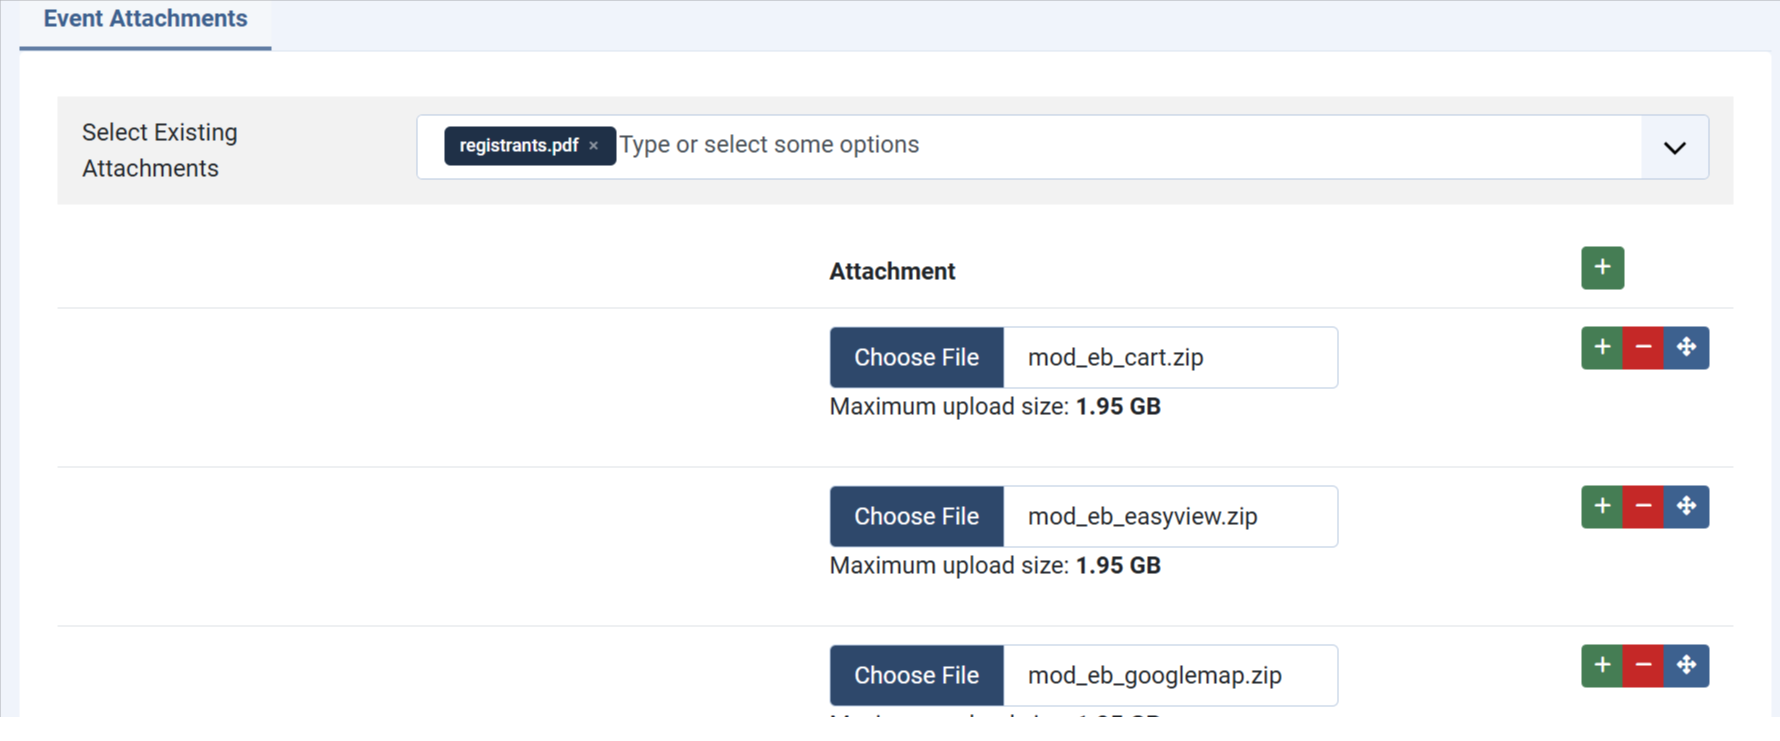 Event Attachments
Select Existing
Attachments
registrants.pdf × Type or select some options
Attachment
Choose File mod_eb_cart.zip
Maximum upload size: 1.95 GB
Choose File mod_eb_easyview.zip
Maximum upload size: 1.95 GB
Choose File mod_eb_googlemap.zip